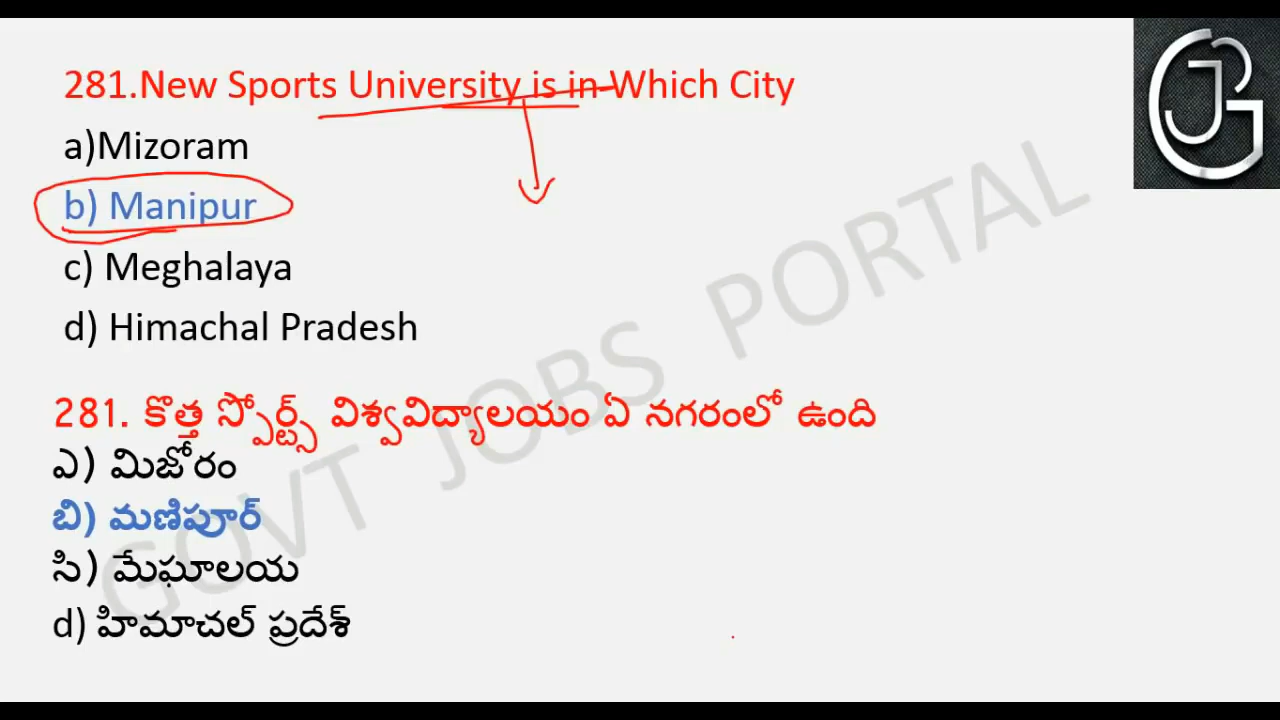 281.New Sports University is in Which City
a)Mizoram
b) Manipur
c) Meghalaya
d) Himachal Pradesh
281. కొత్త స్పోర్ట్స్ విశ్వవిద్యాలయం ఏ నగరంలో ఉంది
ఎ) మిజోరం
బి) మణిపూర్
సి) మేఘాలయ
d) హిమాచల్ ప్రదేశ్
GOVT JOBS PORTAL
GJ